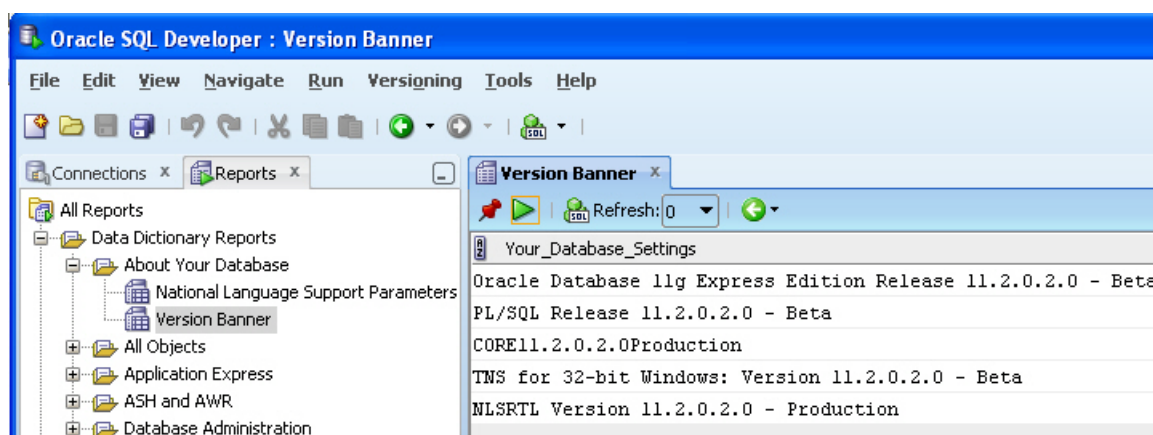 Oracle SQL Developer : Version Banner
File Edit View Navigate Run Versioning Tools Help
SQL
Connections x Reports x
All Reports
Data Dictionary Reports
About Your Database
National Language Support Parameters
Version Banner
All Objects
Application Express
ASH and AWR
Database Administration
Version Banner x
SQL Refresh: 0
Your_Database_Settings
Oracle Database 11g Express Edition Release 11.2.0.2.0 - Beta
PL/SQL Release 11.2.0.2.0 - Beta
CORE11.2.0.2.0Production
TNS for 32-bit Windows: Version 11.2.0.2.0 - Beta
NLSRTL Version 11.2.0.2.0 - Production